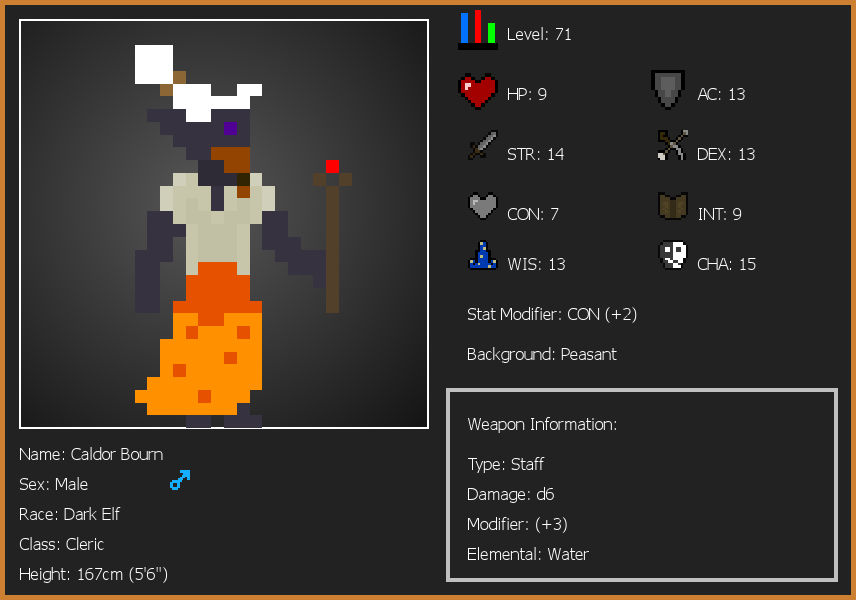 Level: 71
HP: 9
AC: 13
STR: 14
DEX: 13
CON: 7
INT: 9
WIS: 13
CHA: 15
Stat Modifier: CON (+2)
Background: Peasant
Weapon Information:
Type: Staff
Damage: d6
Modifier: (+3)
Elemental: Water
Name: Caldor Bourn
Sex: Male
Race: Dark Elf
Class: Cleric
Height: 167cm (5'6")